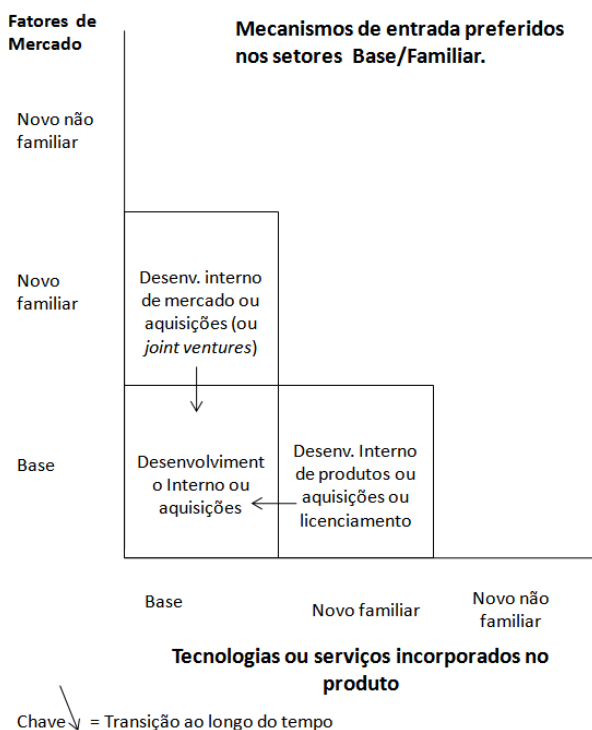 Fatores de
Mercado
Mecanismos de entrada preferidos
nos setores Base/Familiar.
Novo não
familiar
Novo
familiar
Desenv. interno
de mercado ou
aquisições (ou
joint ventures)
Base
Desenvolviment
o Interno ou
aquisições
Desenv. Interno
de produtos ou
aquisições ou
licenciamento
Base
Novo familiar
Novo não
familiar
Tecnologias ou serviços incorporados no
produto
Chave = Transição ao longo do tempo